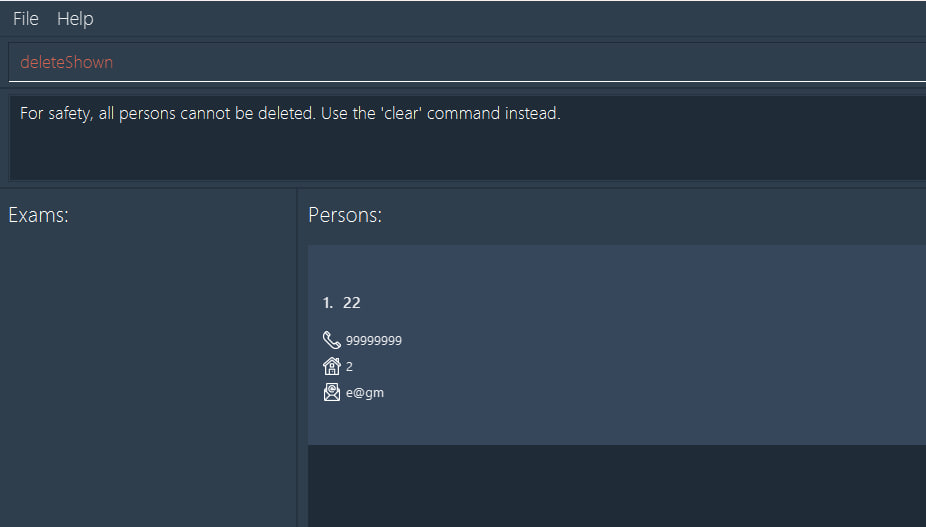 File Help
deleteShown
For safety, all persons cannot be deleted. Use the 'clear' command instead.
Exams:
Persons:
1. 22
99999999
2
e@gm